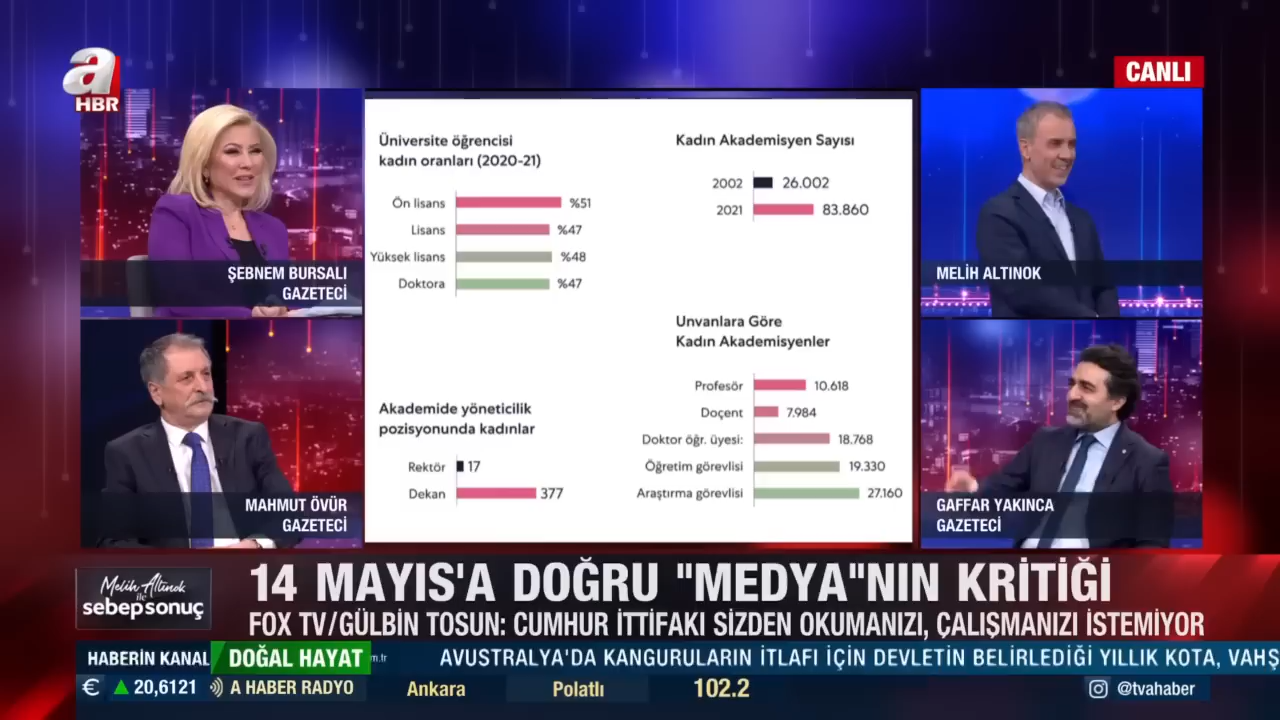 a
HBR
CANLI
ŞEBNEM BURSALI
GAZETECİ
MAHMUT ÖVÜR
GAZETECİ
Üniversite öğrencisi
kadın oranları (2020-21)
Ön lisans %51
Lisans %47
Yüksek lisans %48
Doktora %47
Akademide yöneticilik
pozisyonunda kadınlar
Rektör 17
Dekan 377
Kadın Akademisyen Sayısı
2002 26.002
2021 83.860
Unvanlara Göre
Kadın Akademisyenler
Profesör 10.618
Doçent 7.984
Doktor öğr. üyesi: 18.768
Öğretim görevlisi 19.330
Araştırma görevlisi 27.160
MELİH ALTINOK
GAFFAR YAKINCA
GAZETECİ
Melih Altınok
ile
sebep sonuç
14 MAYIS'A DOĞRU "MEDYA"NIN KRİTİĞİ
FOX TV/GÜLBİN TOSUN: CUMHUR İTTİFAKI SİZDEN OKUMANIZI, ÇALIŞMANIZI İSTEMİYOR
HABERİN KANAL DOĞAL HAYAT m.tr AVUSTRALYA'DA KANGURULARIN İTLAFI İÇİN DEVLETİN BELİRLEDİĞİ YILLIK KOTA, VAHŞ
€ 20,6121 A HABER RADYO Ankara Polatlı 102.2 @tvahaber